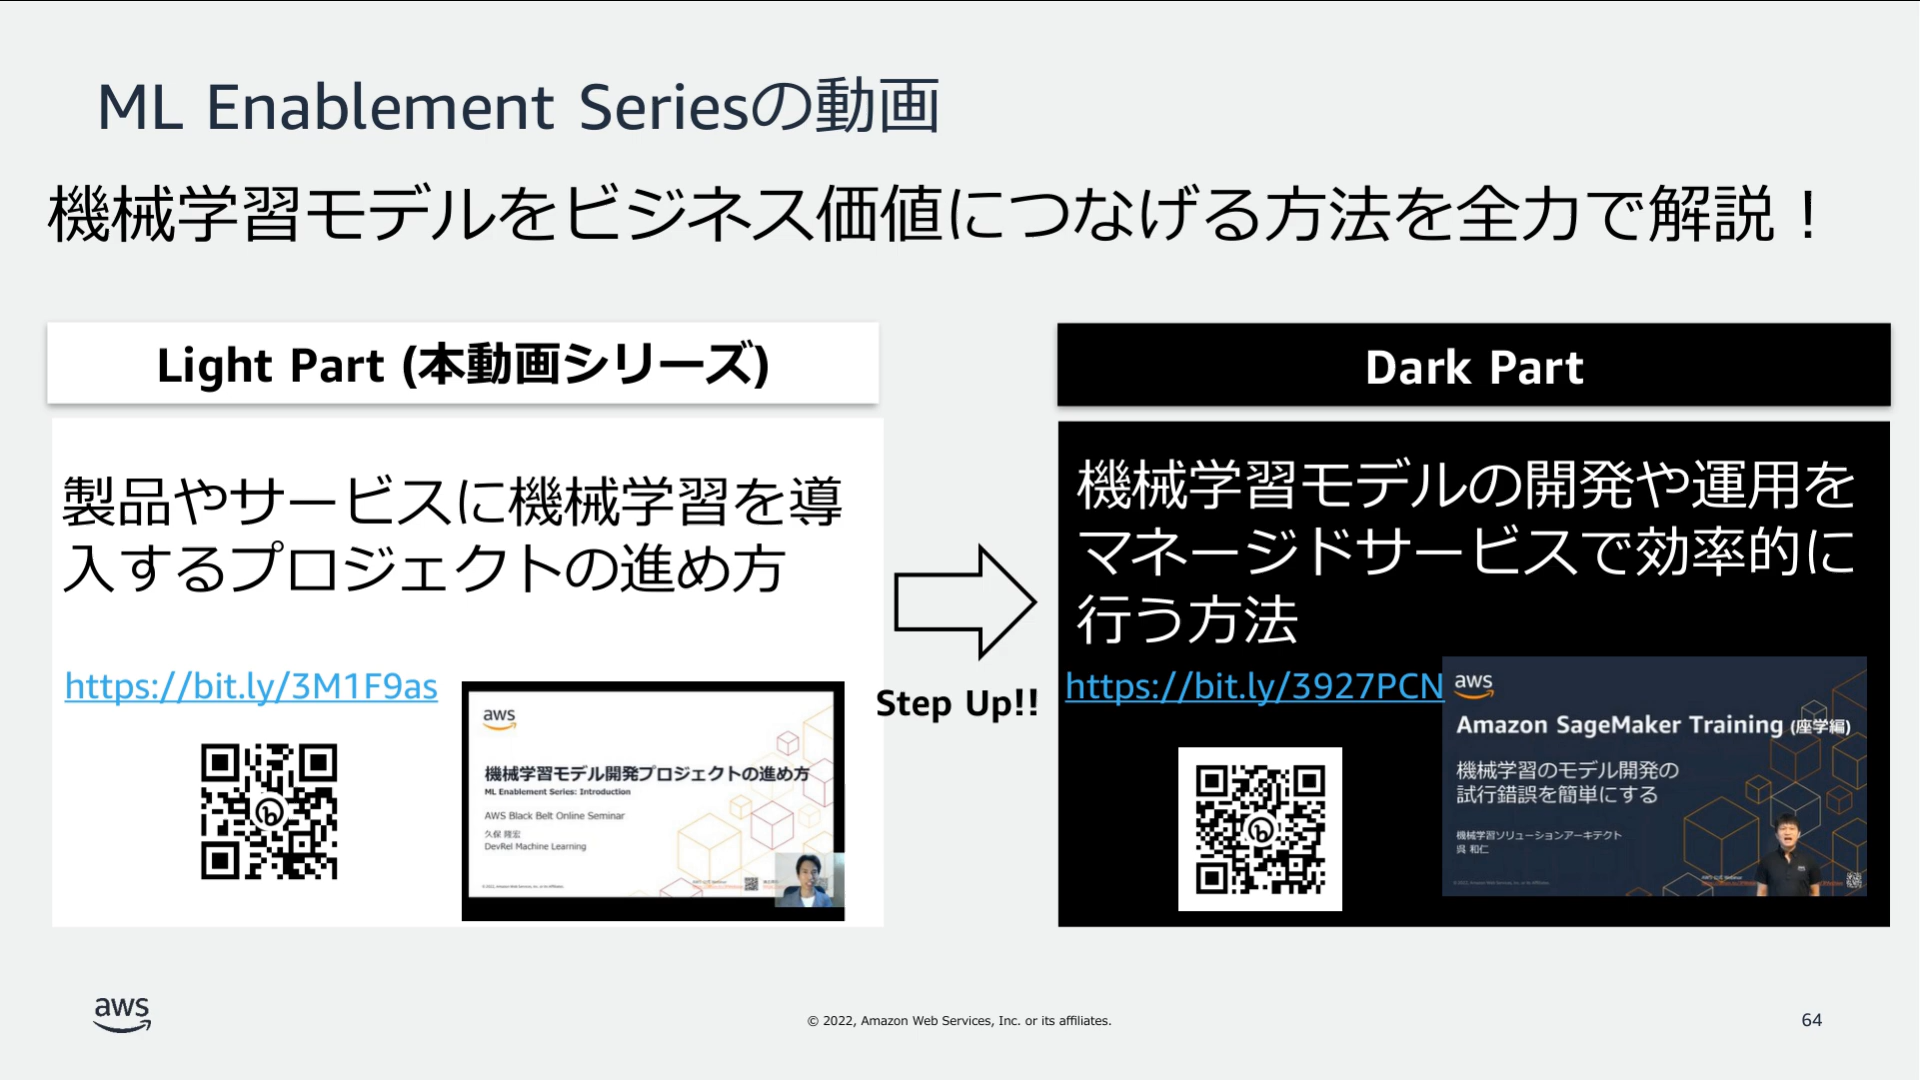 ML Enablement Seriesの動画
機械学習モデルをビジネス価値につなげる方法を全力で解説！
Light Part (本動画シリーズ)
製品やサービスに機械学習を導
入するプロジェクトの進め方
https://bit.ly/3M1F9as
aws
機械学習モデル開発プロジェクトの進め方
ML Enablement Series: Introduction
AWS Black Belt Online Seminar
久保 隆宏
DevRel Machine Learning
Step Up!!
Dark Part
機械学習モデルの開発や運用を
マネージドサービスで効率的に
行う方法
https://bit.ly/3927PCN
aws
Amazon SageMaker Training (座学編)
機械学習のモデル開発の
試行錯誤を簡単にする
機械学習ソリューションアーキテクト
呉 和仁
aws
© 2022, Amazon Web Services, Inc. or its affiliates.
64